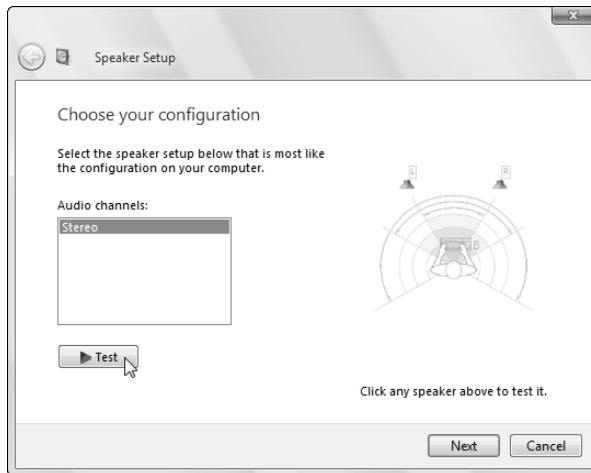 Speaker Setup
Choose your configuration
Select the speaker setup below that is most like
the configuration on your computer.
Audio channels:
Stereo
L
R
Test
Click any speaker above to test it.
Next
Cancel